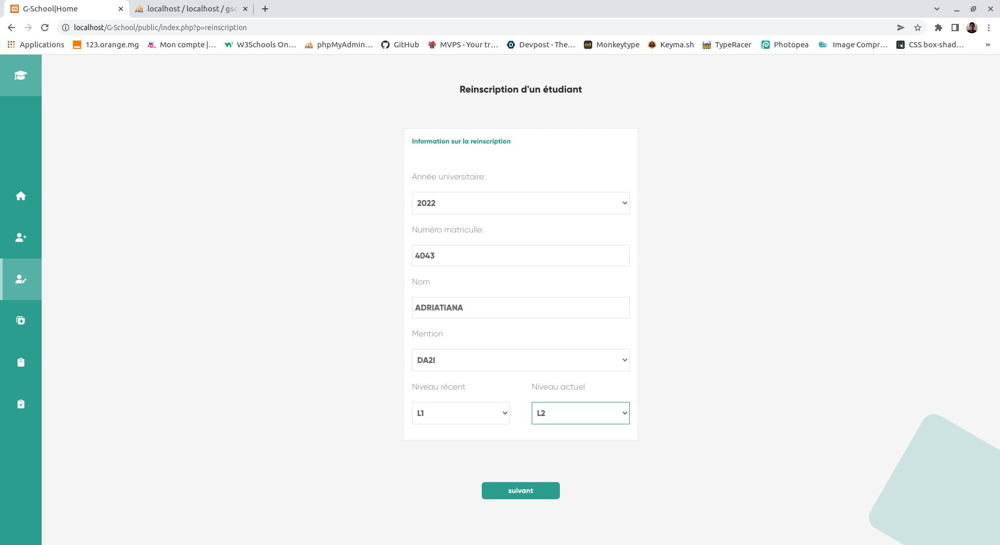 G-School|Home
localhost / localhost / gsc
localhost/G-School/public/index.php?p=reinscription
Applications 123.orange.mg Mon compte |... W3Schools On... phpMyAdmin... GitHub MVPS - Your tr... Devpost - The... Monkeytype Keyma.sh TypeRacer Photopea Image Compr... CSS box-shad... »
Reinscription d'un étudiant
Information sur la reinscription
Année universitaire:
2022
Numéro matriculle:
4043
Nom
ADRIATIANA
Mention
DA2I
Niveau récent Niveau actuel
L1 L2
suivant